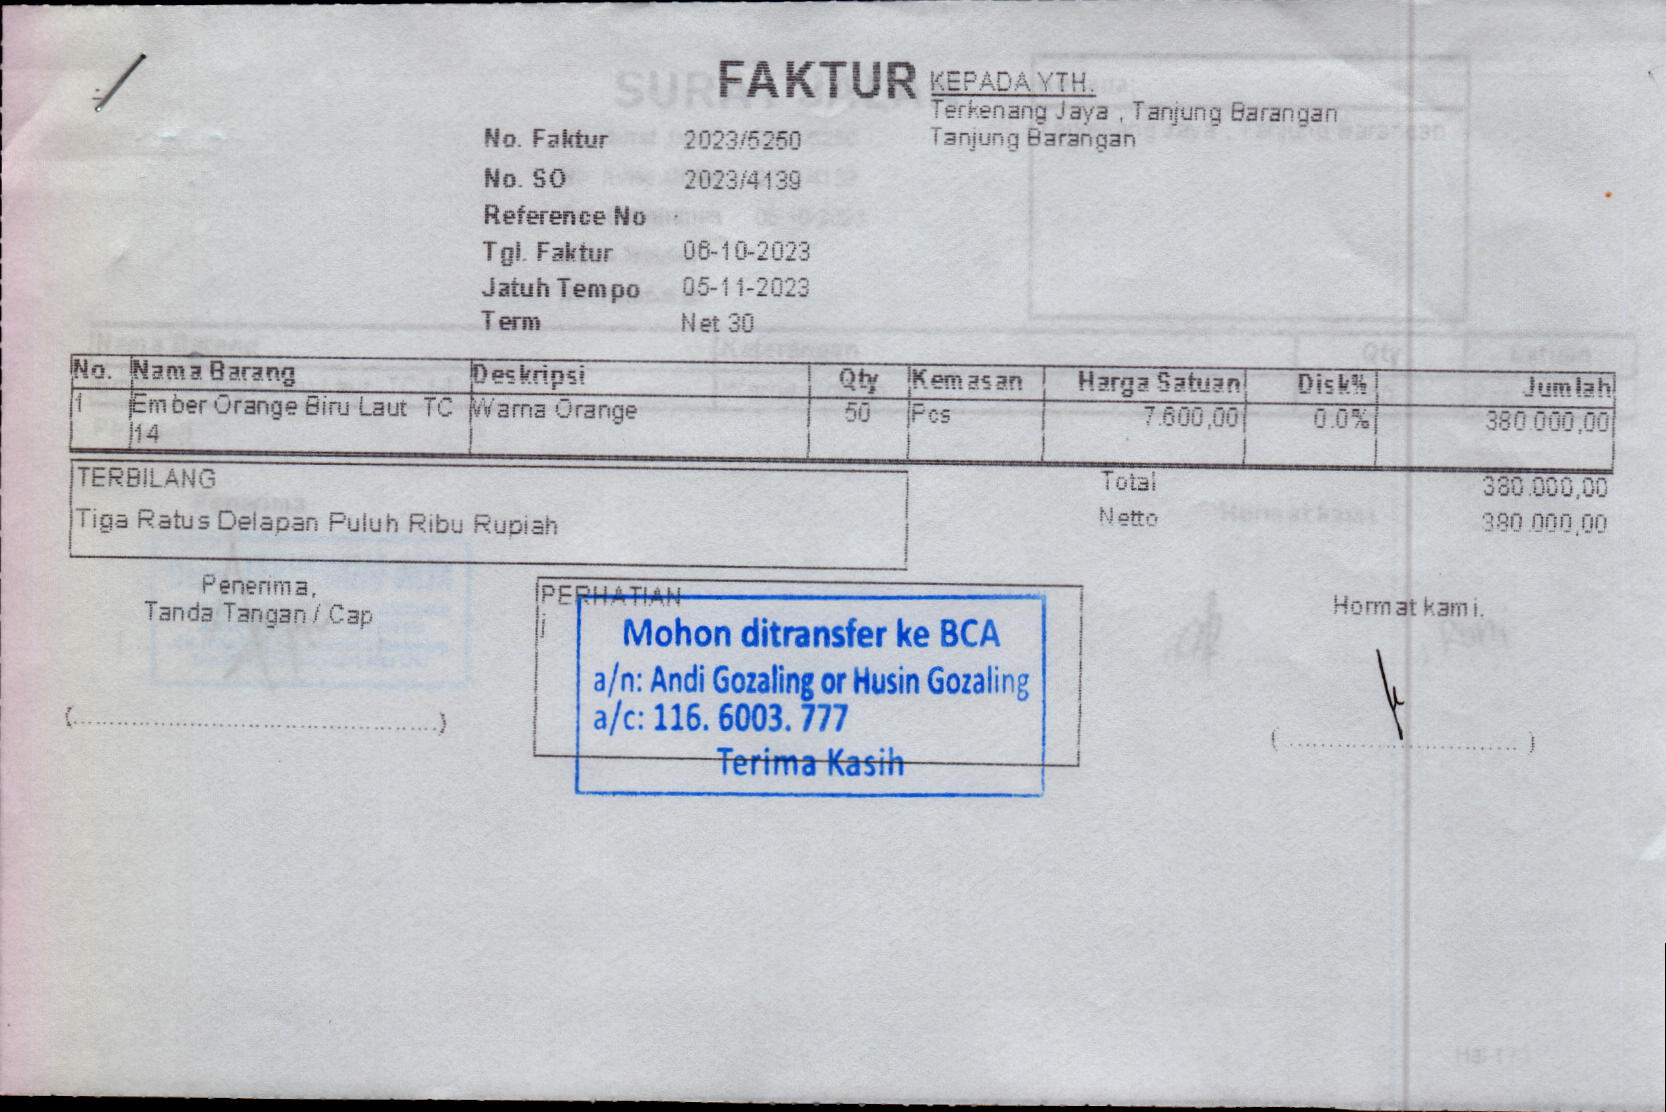 FAKTUR
KEPADA YTH.
Terkenang Jaya , Tanjung Barangan
Tanjung Barangan
No. Faktur 2023/5250
No. SO 2023/4139
Reference No
Tgl. Faktur 06-10-2023
Jatuh Tempo 05-11-2023
Term Net 30
No. Nama Barang Deskripsi Qty Kemasan Harga Satuan Disk% Jumlah
1 Ember Orange Biru Laut TC Warna Orange 50 Pcs 7.600,00 0.0% 380.000,00
14
TERBILANG
Tiga Ratus Delapan Puluh Ribu Rupiah
Total 380.000,00
Netto 380.000,00
Penerima,
Tanda Tangan / Cap
(........................................)
PERHATIAN
i
Mohon ditransfer ke BCA
a/n: Andi Gozaling or Husin Gozaling
a/c: 116. 6003. 777
Terima Kasih
Hormat kami.
(........................................)